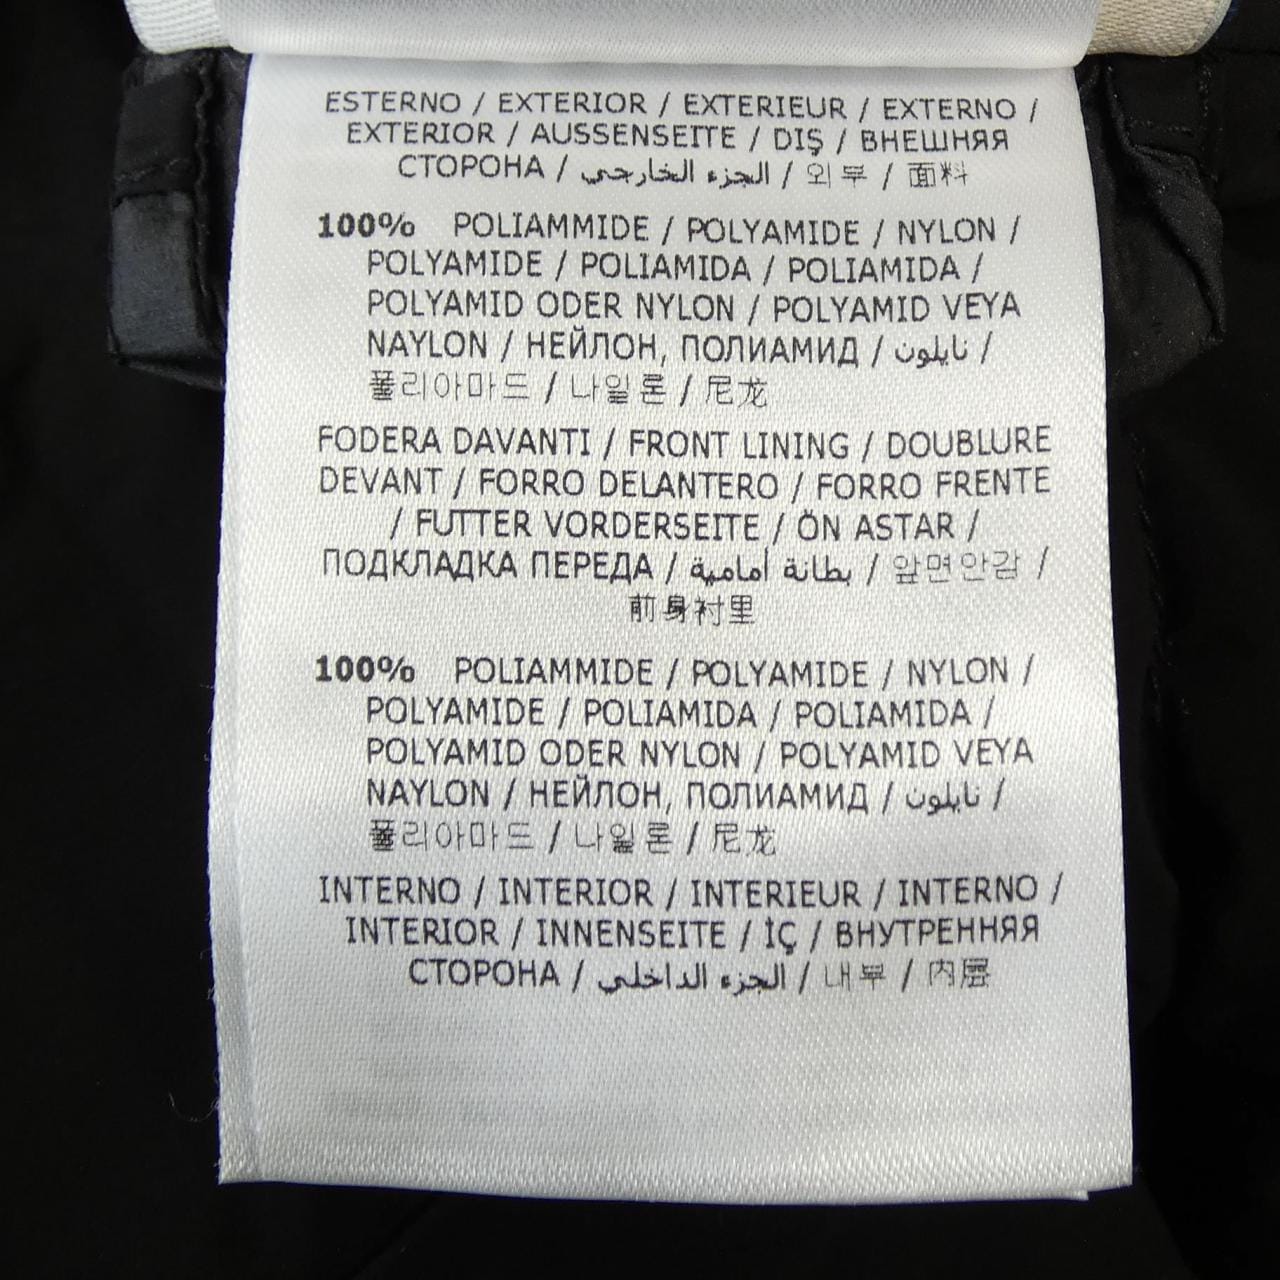 ESTERNO / EXTERIOR / EXTERIEUR / EXTERNO /
EXTERIOR / AUSSENSEITE / DIŞ / ВНЕШНЯЯ
СТОРОНА / الجزء الخارجي / 외부 / 面料
100% POLIAMMIDE / POLYAMIDE / NYLON /
POLYAMIDE / POLIAMIDA / POLIAMIDA /
POLYAMID ODER NYLON / POLYAMID VEYA
NAYLON / НЕЙЛОН, ПОЛИАМИД / نايلون /
폴리아마드 / 나일론 / 尼龙
FODERA DAVANTI / FRONT LINING / DOUBLURE
DEVANT / FORRO DELANTERO / FORRO FRENTE
/ FUTTER VORDERSEITE / ÖN ASTAR /
ПОДКЛАДКА ПЕРЕДА / بطانة أمامية / 앞면안감 /
前身衬里
100% POLIAMMIDE / POLYAMIDE / NYLON /
POLYAMIDE / POLIAMIDA / POLIAMIDA /
POLYAMID ODER NYLON / POLYAMID VEYA
NAYLON / НЕЙЛОН, ПОЛИАМИД / نايلون /
폴리아마드 / 나일론 / 尼龙
INTERNO / INTERIOR / INTERIEUR / INTERNO /
INTERIOR / INNENSEITE / İÇ / ВНУТРЕННЯЯ
СТОРОНА / الجزء الداخلي / 내부 / 内层